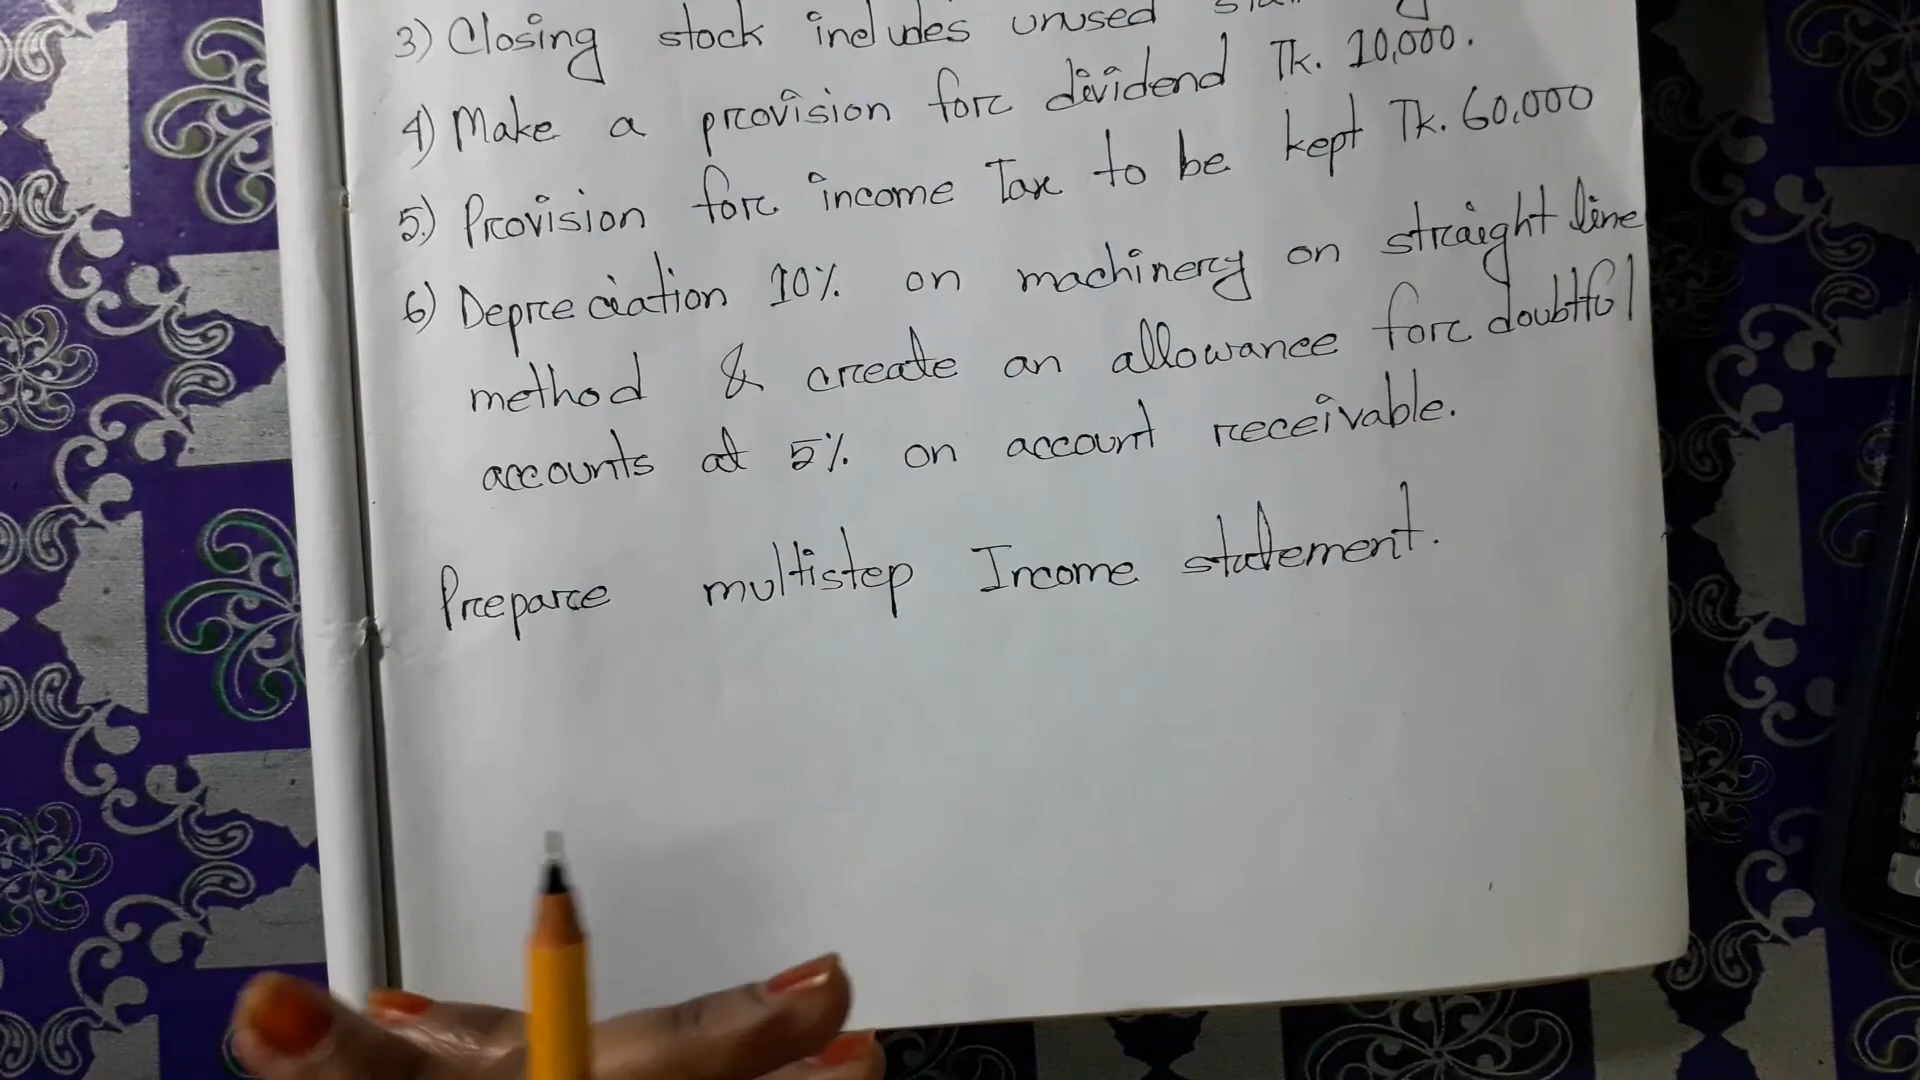 3) Closing stock includes unused
4) Make a provision for dividend Tk. 10,000.
5.) Provision for income Tax to be kept Tk. 60,000
6) Depreciation 10% on machinery on straight line
method & create an allowance for doubtful
accounts at 5% on account receivable.
Prepare multistep Income statement.